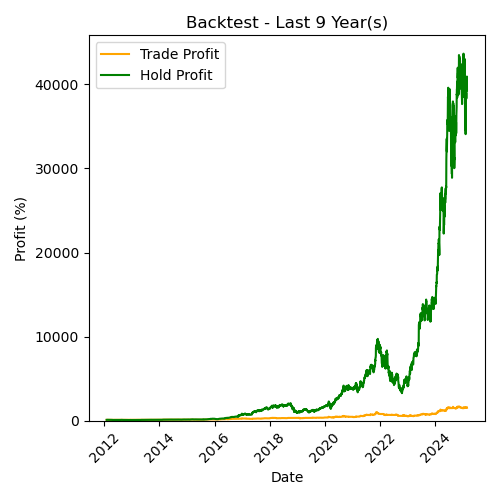 Backtest - Last 9 Year(s)
Trade Profit
Hold Profit
Profit (%)
40000
30000
20000
10000
0
2012
2014
2016
2018
2020
2022
2024
Date